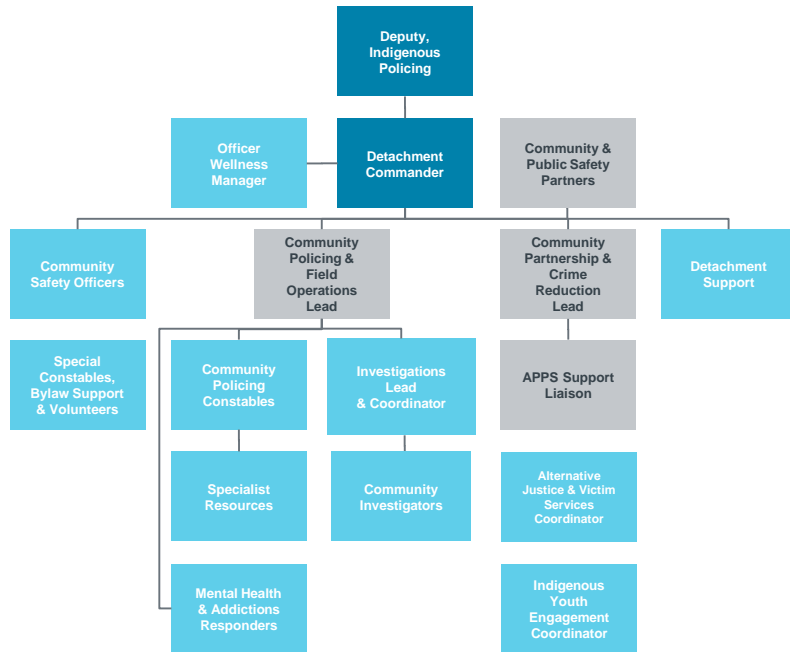 Deputy,
Indigenous
Policing
Officer
Wellness
Manager
Detachment
Commander
Community &
Public Safety
Partners
Community
Safety Officers
Community
Policing &
Field
Operations
Lead
Community
Partnership &
Crime
Reduction
Lead
Detachment
Support
Special
Constables,
Bylaw Support
& Volunteers
Community
Policing
Constables
Investigations
Lead
& Coordinator
APPS Support
Liaison
Specialist
Resources
Community
Investigators
Alternative
Justice & Victim
Services
Coordinator
Mental Health
& Addictions
Responders
Indigenous
Youth
Engagement
Coordinator